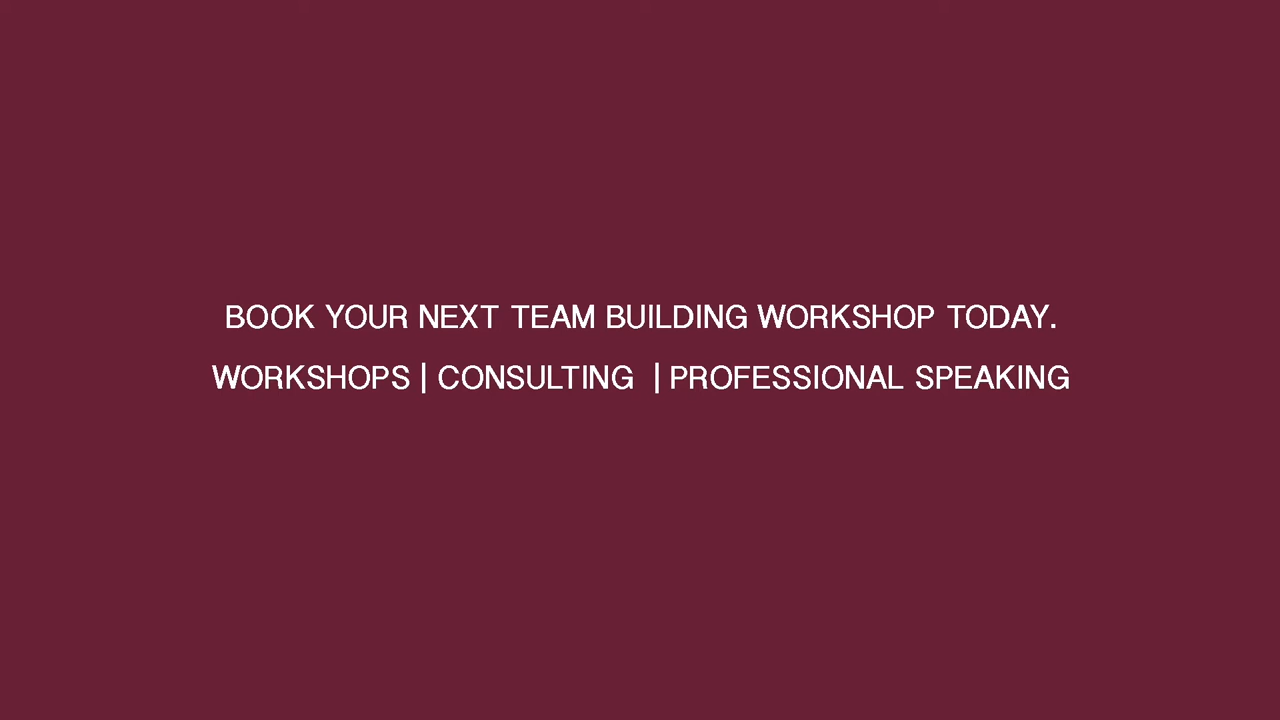 BOOK YOUR NEXT TEAM BUILDING WORKSHOP TODAY.
WORKSHOPS | CONSULTING | PROFESSIONAL SPEAKING